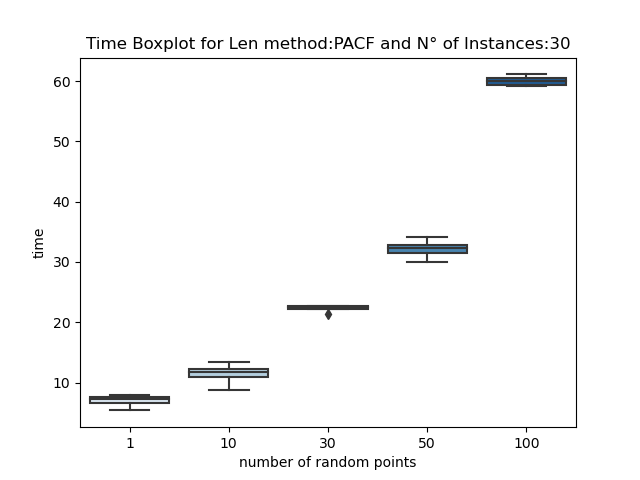 Time Boxplot for Len method:PACF and N° of Instances:30
60
50
40
30
20
10
time
1 10 30 50 100
number of random points